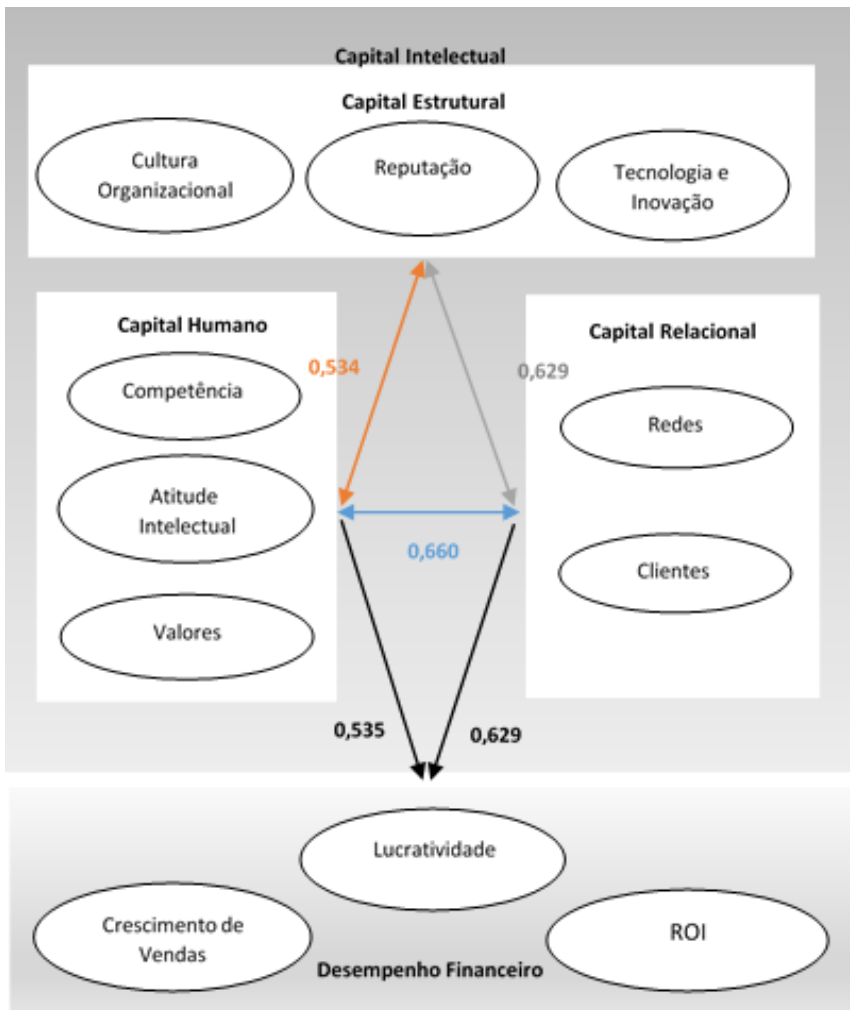 Capital Intelectual
Capital Estrutural
Cultura
Organizacional
Reputação
Tecnologia e
Inovação
Capital Humano
Competência
Atitude
Intelectual
Valores
0,534
0,629
0,660
Capital Relacional
Redes
Clientes
0,535
0,629
Lucratividade
Crescimento de
Vendas
Desempenho Financeiro
ROI